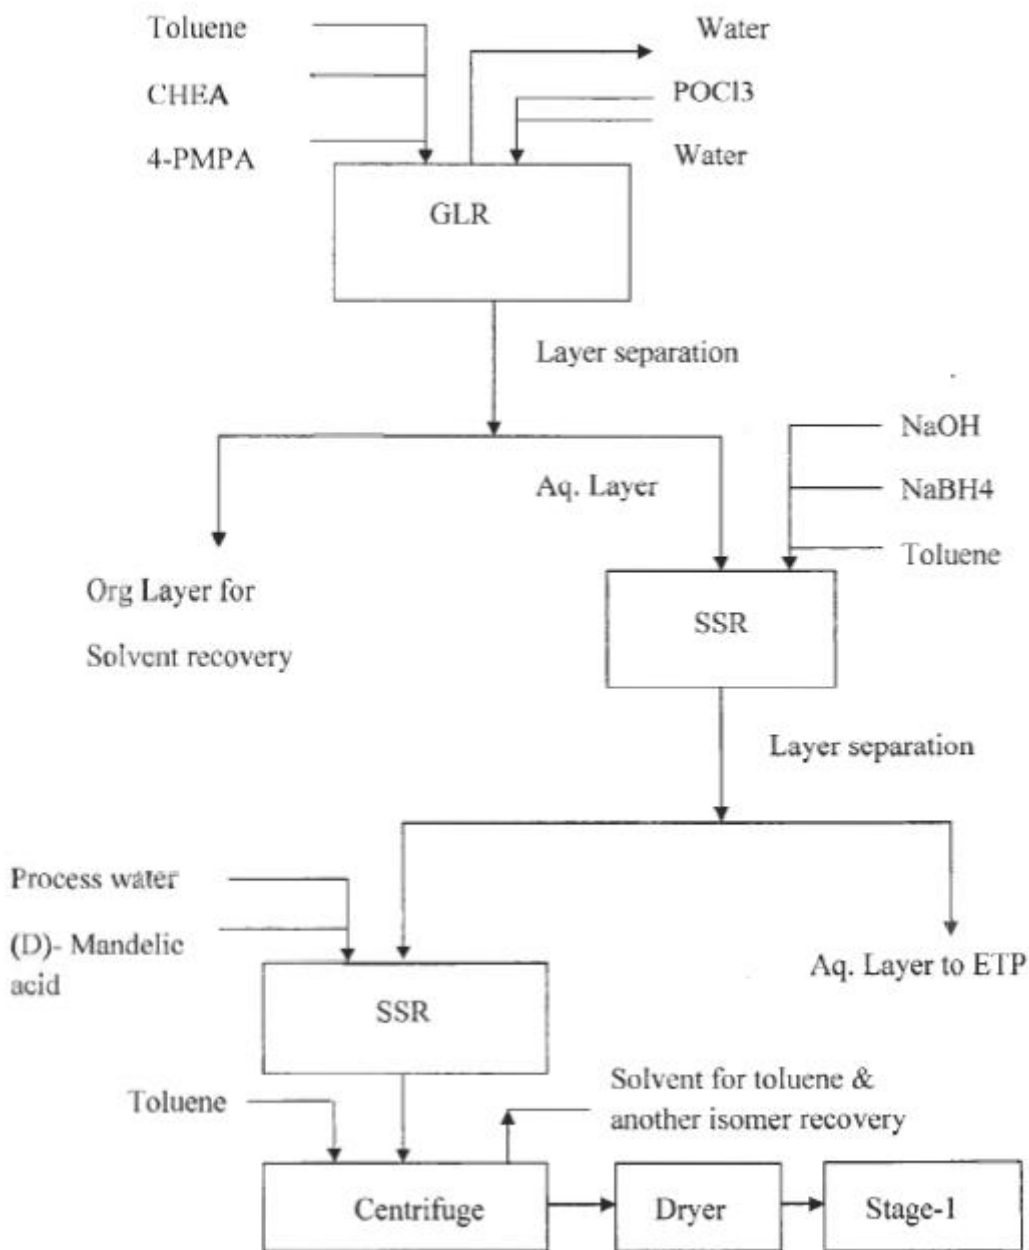 Toluene
Water
CHEA
POCl3
4-PMPA
Water
GLR
Layer separation
NaOH
Aq. Layer
NaBH4
Toluene
Org Layer for
Solvent recovery
SSR
Layer separation
Process water
(D)- Mandelic
acid
Aq. Layer to ETP
SSR
Toluene
Solvent for toluene &
another isomer recovery
Centrifuge
Dryer
Stage-1